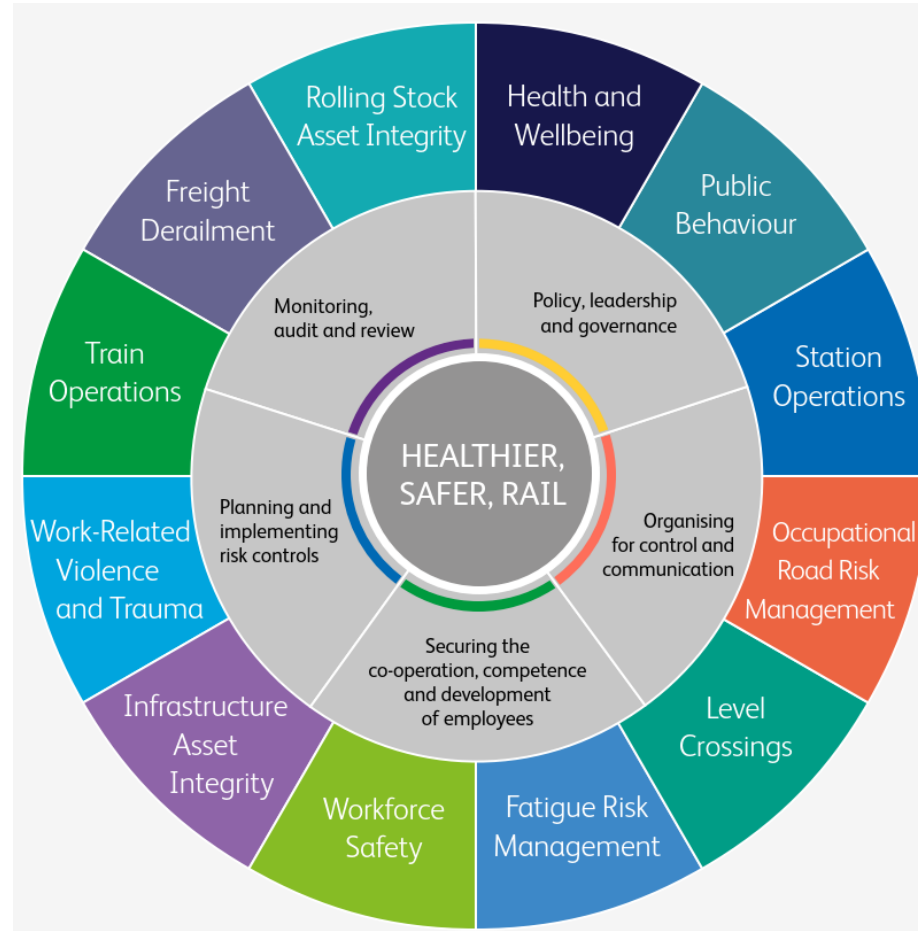 Rolling Stock
Asset Integrity
Health and
Wellbeing
Public
Behaviour
Station
Operations
Occupational
Road Risk
Management
Level
Crossings
Fatigue Risk
Management
Workforce
Safety
Infrastructure
Asset
Integrity
Work-Related
Violence
and Trauma
Train
Operations
Freight
Derailment
Monitoring,
audit and review
Policy, leadership
and governance
Organising
for control and
communication
Securing the
co-operation, competence
and development
of employees
Planning and
implementing
risk controls
HEALTHIER,
SAFER, RAIL